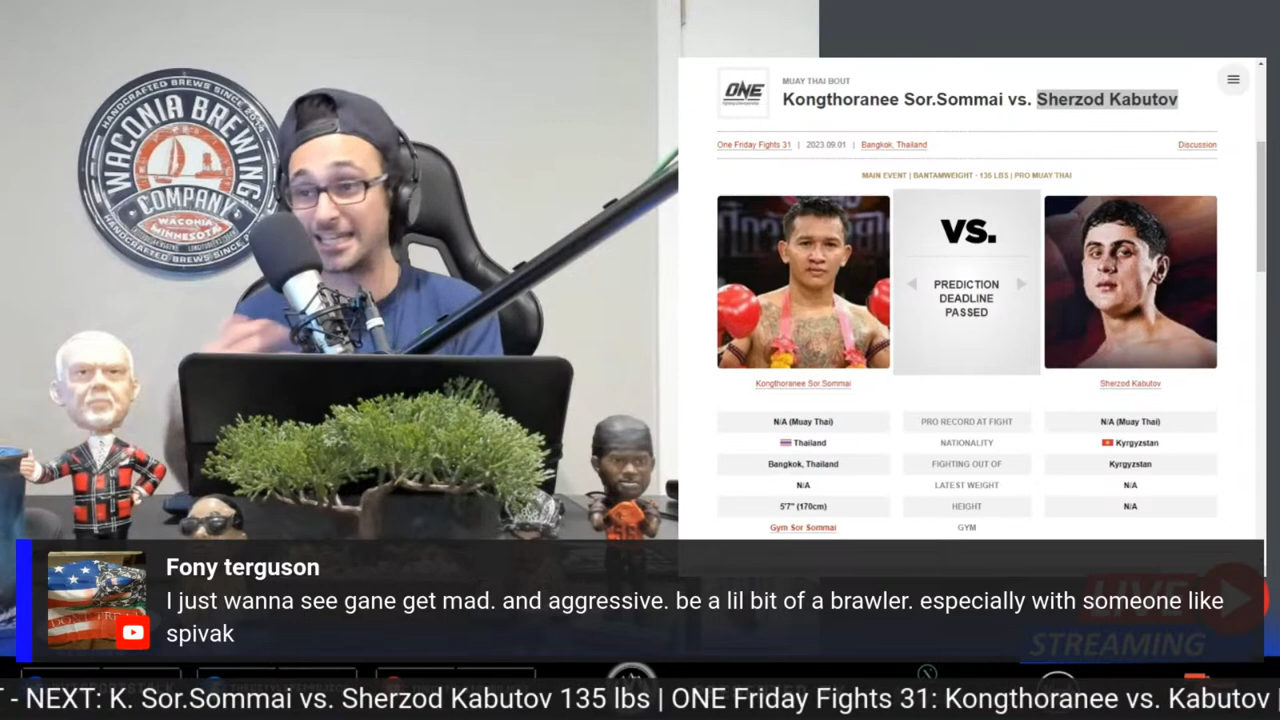 HANDCRAFTED BREWS SINCE 2014
WACONIA BREWING
COMPANY
WACONIA
MINNESOTA
HANDCRAFTED BREWS
ONE
MUAY THAI BOUT
Kongthoranee Sor.Sommai vs. Sherzod Kabutov
One Friday Fights 31 | 2023.09.01 | Bangkok, Thailand
Discussion
MAIN EVENT | BANTAMWEIGHT · 135 LBS | PRO MUAY THAI
VS.
PREDICTION
DEADLINE
PASSED
Kongthoranee Sor.Sommai
Sherzod Kabutov
N/A (Muay Thai) PRO RECORD AT FIGHT N/A (Muay Thai)
Thailand NATIONALITY Kyrgyzstan
Bangkok, Thailand FIGHTING OUT OF Kyrgyzstan
N/A LATEST WEIGHT N/A
5'7" (170cm) HEIGHT N/A
Gym Sor Sommai GYM
Fony terguson
I just wanna see gane get mad. and aggressive. be a lil bit of a brawler. especially with someone like
spivak
LIVE
STREAMING
T - NEXT: K. Sor.Sommai vs. Sherzod Kabutov 135 lbs | ONE Friday Fights 31: Kongthoranee vs. Kabutov